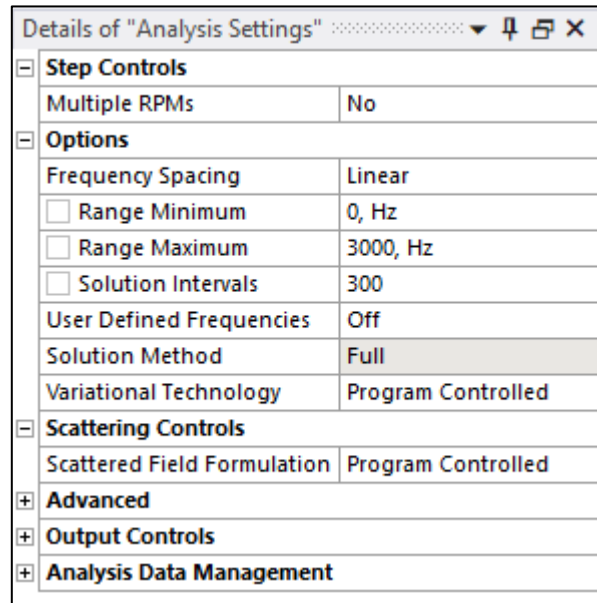 Details of "Analysis Settings"
Step Controls
Multiple RPMs No
Options
Frequency Spacing Linear
Range Minimum 0, Hz
Range Maximum 3000, Hz
Solution Intervals 300
User Defined Frequencies Off
Solution Method Full
Variational Technology Program Controlled
Scattering Controls
Scattered Field Formulation Program Controlled
Advanced
Output Controls
Analysis Data Management